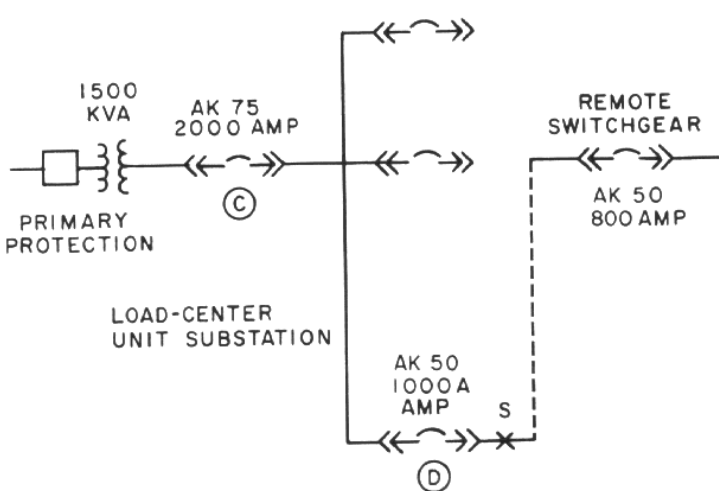 1500
KVA
AK 75
2000 AMP
C
PRIMARY
PROTECTION
REMOTE
SWITCHGEAR
AK 50
800 AMP
LOAD-CENTER
UNIT SUBSTATION
AK 50
1000A
AMP
S
D